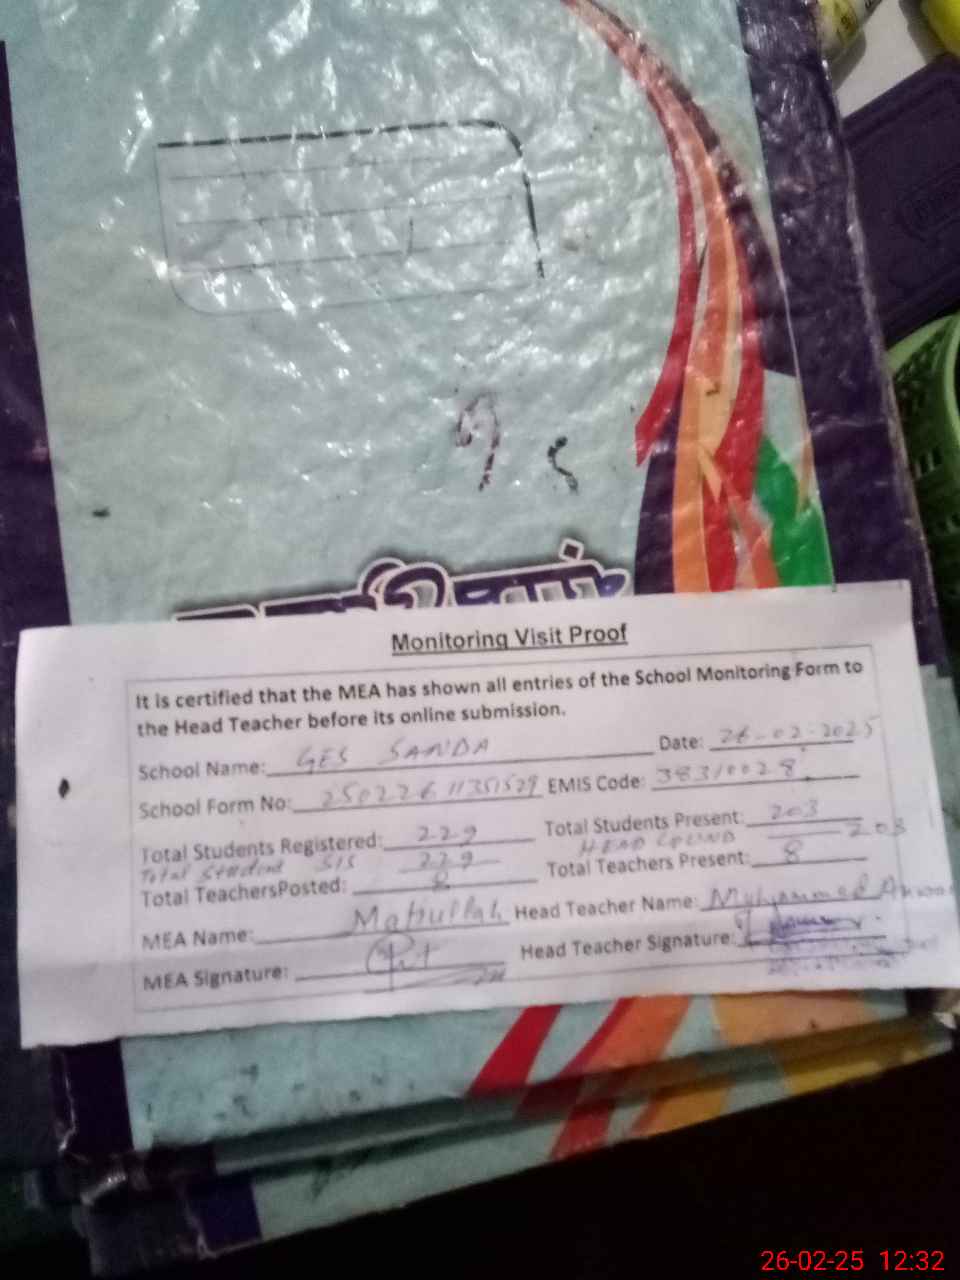 Monitoring Visit Proof
It is certified that the MEA has shown all entries of the School Monitoring Form to
the Head Teacher before its online submission.
School Name: GES SANDA Date: 26-02-2025
School Form No: 25022611351529 EMIS Code: 38310028
Total Students Registered: 229 Total Students Present: 203
Total Student SIS 229 HEAD COUND 203
Total TeachersPosted: 8 Total Teachers Present: 8
MEA Name: Matiullah Head Teacher Name: Muhammad
MEA Signature: Head Teacher Signature:
26-02-25 12:32